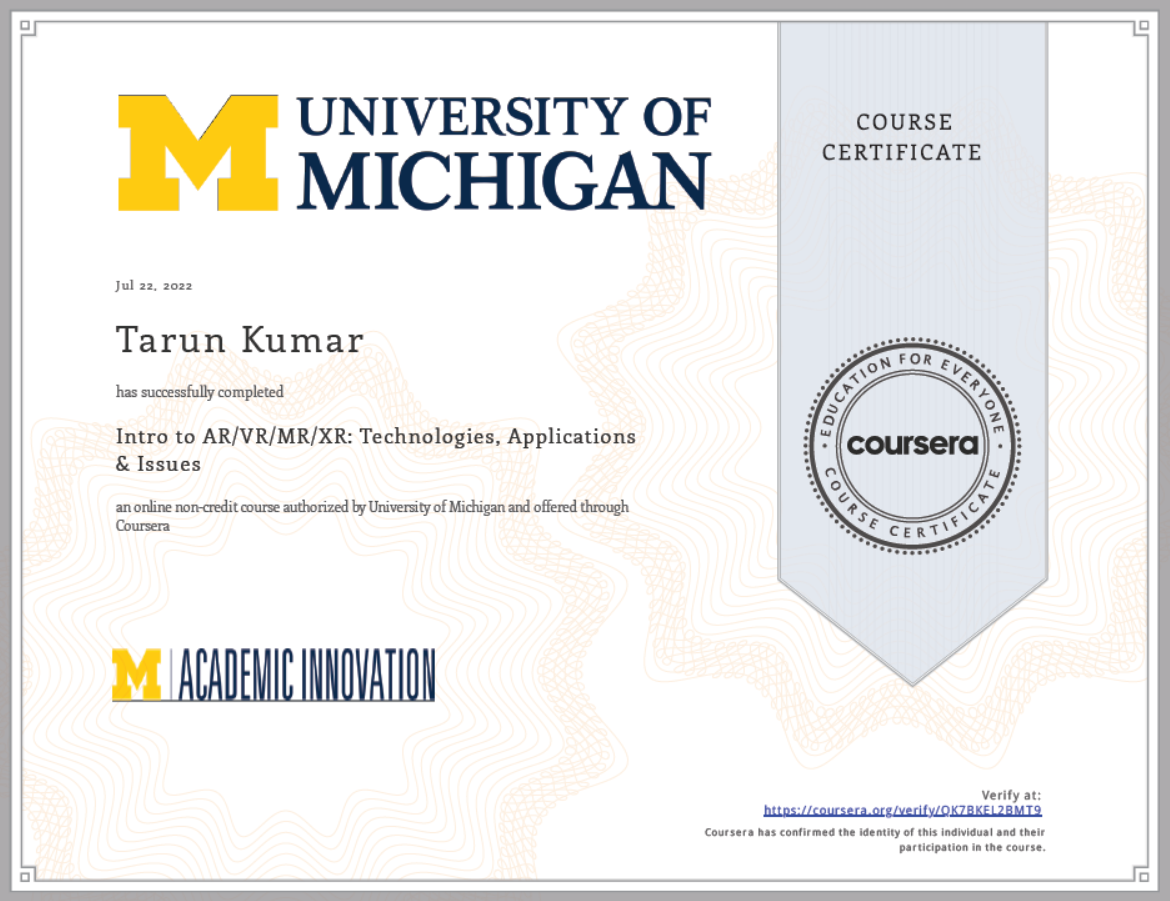 UNIVERSITY OF
MICHIGAN
COURSE
CERTIFICATE
Jul 22, 2022
Tarun Kumar
has successfully completed
Intro to AR/VR/MR/XR: Technologies, Applications
& Issues
an online non-credit course authorized by University of Michigan and offered through
Coursera
EDUCATION FOR EVERYONE
coursera
COURSE CERTIFICATE
M | ACADEMIC INNOVATION
Verify at:
https://coursera.org/verify/QK7BKEL2BMT9
Coursera has confirmed the identity of this individual and their
participation in the course.